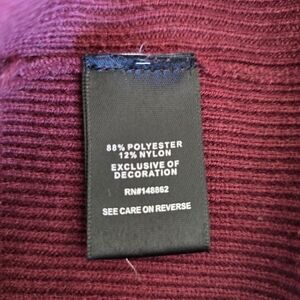 88% POLYESTER
12% NYLON
EXCLUSIVE OF
DECORATION
RN#148862
SEE CARE ON REVERSE